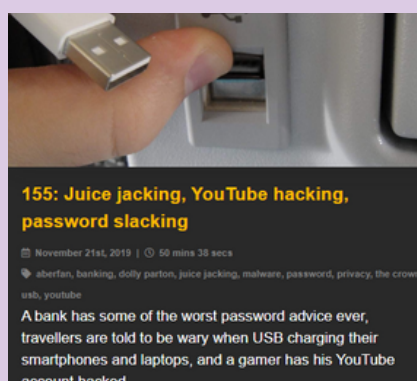 155: Juice jacking, YouTube hacking,
password slacking
November 21st, 2019 | 50 mins 38 secs
aberfan, banking, dolly parton, juice jacking, malware, password, privacy, the crown
usb, youtube
A bank has some of the worst password advice ever,
travellers are told to be wary when USB charging their
smartphones and laptops, and a gamer has his YouTube
account hacked